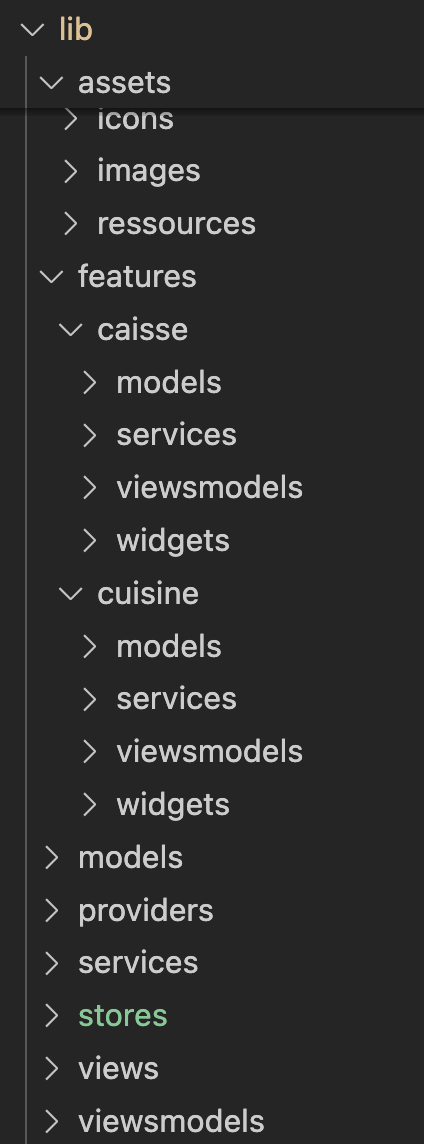 lib
assets
icons
images
ressources
features
caisse
models
services
viewsmodels
widgets
cuisine
models
services
viewsmodels
widgets
models
providers
services
stores
views
viewsmodels